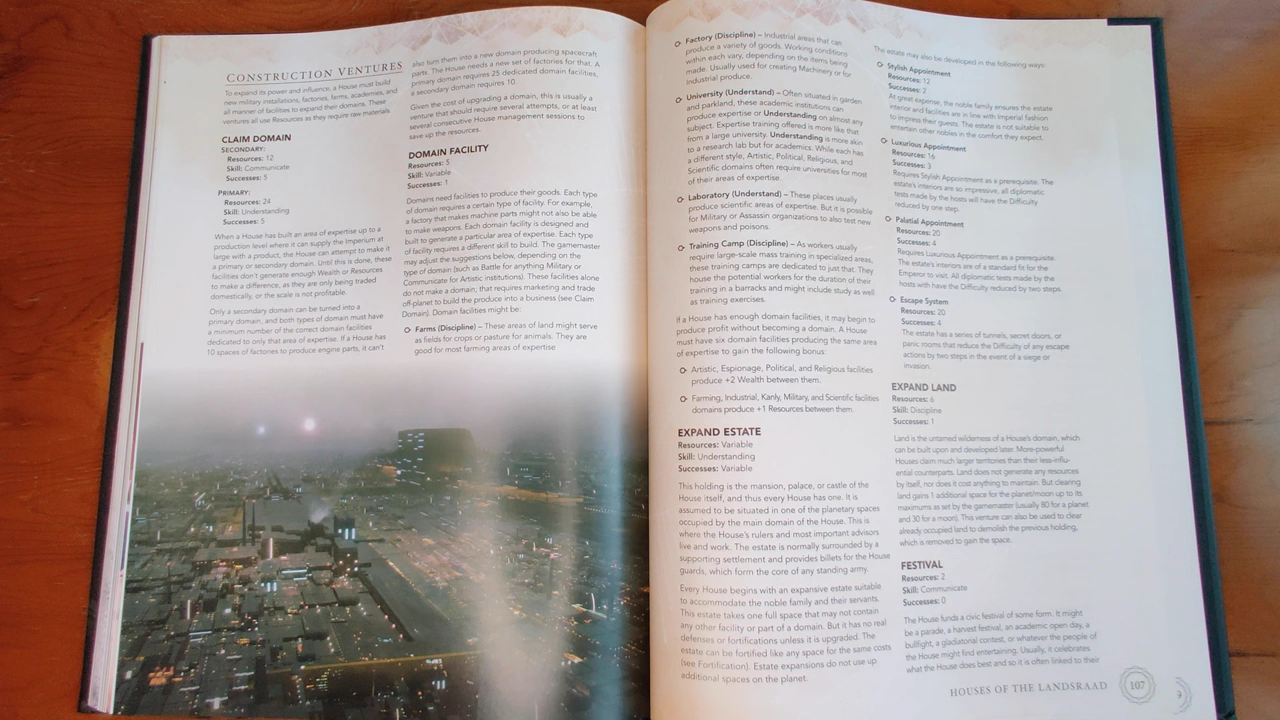 CONSTRUCTION VENTURES
To expand its power and influence, a House must build
new military installations, factories, farms, academies, and
all manner of facilities to expand their domains. These
ventures all use Resources as they require raw materials
CLAIM DOMAIN
SECONDARY:
Resources: 12
Skill: Communicate
Successes: 5
PRIMARY:
Resources: 24
Skill: Understanding
Successes: 5
When a House has built an area of expertise up to a
production level where it can supply the Imperium at
large with a product, the House can attempt to make it
a primary or secondary domain. Until this is done, these
facilities don't generate enough Wealth or Resources
to make a difference, as they are only being traded
domestically, or the scale is not profitable.
Only a secondary domain can be turned into a
primary domain, and both types of domain must have
a minimum number of the correct domain facilities
dedicated to only that area of expertise. If a House has
10 spaces of factories to produce engine parts, it can't
also turn them into a new domain producing spacecraft
parts. The House needs a new set of factories for that. A
primary domain requires 25 dedicated domain facilities,
a secondary domain requires 10.
Given the cost of upgrading a domain, this is usually a
venture that should require several attempts, or at least
several consecutive House management sessions to
save up the resources.
DOMAIN FACILITY
Resources: 5
Skill: Variable
Successes: 1
Domains need facilities to produce their goods. Each type
of domain requires a certain type of facility. For example,
a factory that makes machine parts might not also be able
to make weapons. Each domain facility is designed and
built to generate a particular area of expertise. Each type
of facility requires a different skill to build. The gamemaster
may adjust the suggestions below, depending on the
type of domain (such as Battle for anything Military or
Communicate for Artistic institutions). These facilities alone
do not make a domain; that requires marketing and trade
off-planet to build the produce into a business (see Claim
Domain). Domain facilities might be:
Farms (Discipline) – These areas of land might serve
as fields for crops or pasture for animals. They are
good for most farming areas of expertise
Factory (Discipline) – Industrial areas that can
produce a variety of goods. Working conditions
within each vary, depending on the items being
made. Usually used for creating Machinery or for
Industrial produce.
University (Understand) – Often situated in garden
and parkland, these academic institutions can
produce expertise or Understanding on almost any
subject. Expertise training offered is more like that
from a large university. Understanding is more akin
to a research lab but for academics. While each has
a different style, Artistic, Political, Religious, and
Scientific domains often require universities for most
of their areas of expertise.
Laboratory (Understand) – These places usually
produce scientific areas of expertise. But it is possible
for Military or Assassin organizations to also test new
weapons and poisons.
Training Camp (Discipline) – As workers usually
require large-scale mass training in specialized areas,
these training camps are dedicated to just that. They
house the potential workers for the duration of their
training in a barracks and might include study as well
as training exercises.
If a House has enough domain facilities, it may begin to
produce profit without becoming a domain. A House
must have six domain facilities producing the same area
of expertise to gain the following bonus:
Artistic, Espionage, Political, and Religious facilities
produce +2 Wealth between them.
Farming, Industrial, Kanly, Military, and Scientific facilities
domains produce +1 Resources between them.
EXPAND ESTATE
Resources: Variable
Skill: Understanding
Successes: Variable
This holding is the mansion, palace, or castle of the
House itself, and thus every House has one. It is
assumed to be situated in one of the planetary spaces
occupied by the main domain of the House. This is
where the House's rulers and most important advisors
live and work. The estate is normally surrounded by a
supporting settlement and provides billets for the House
guards, which form the core of any standing army.
Every House begins with an expansive estate suitable
to accommodate the noble family and their servants.
This estate takes one full space that may not contain
any other facility or part of a domain. But it has no real
defenses or fortifications unless it is upgraded. The
estate can be fortified like any space for the same costs
(see Fortification). Estate expansions do not use up
additional spaces on the planet.
The estate may also be developed in the following ways:
Stylish Appointment
Resources: 12
Successes: 2
At great expense, the noble family ensures the estate
interior and facilities are in line with Imperial fashion
to impress their guests. The estate is not suitable to
entertain other nobles in the comfort they expect.
Luxurious Appointment
Resources: 16
Successes: 3
Requires Stylish Appointment as a prerequisite. The
estate's interiors are so impressive, all diplomatic
tests made by the hosts will have the Difficulty
reduced by one step.
Palatial Appointment
Resources: 20
Successes: 4
Requires Luxurious Appointment as a prerequisite.
The estate's interiors are of a standard fit for the
Emperor to visit. All diplomatic tests made by the
hosts with have the Difficulty reduced by two steps.
Escape System
Resources: 20
Successes: 4
The estate has a series of tunnels, secret doors, or
panic rooms that reduce the Difficulty of any escape
actions by two steps in the event of a siege or
invasion.
EXPAND LAND
Resources: 6
Skill: Discipline
Successes: 1
Land is the untamed wilderness of a House's domain, which
can be built upon and developed later. More-powerful
Houses claim much larger territories than their less-influ-
ential counterparts. Land does not generate any resources
by itself, nor does it cost anything to maintain. But clearing
land gains 1 additional space for the planet/moon up to its
maximums as set by the gamemaster (usually 80 for a planet
and 30 for a moon). This venture can also be used to clear
already occupied land to demolish the previous holding,
which is removed to gain the space.
FESTIVAL
Resources: 2
Skill: Communicate
Successes: 0
The House funds a civic festival of some form. It might
be a parade, a harvest festival, an academic open day, a
bullfight, a gladiatorial contest, or whatever the people of
the House might find entertaining. Usually, it celebrates
what the House does best and so it is often linked to their
HOUSES OF THE LANDSRAAD
107
9